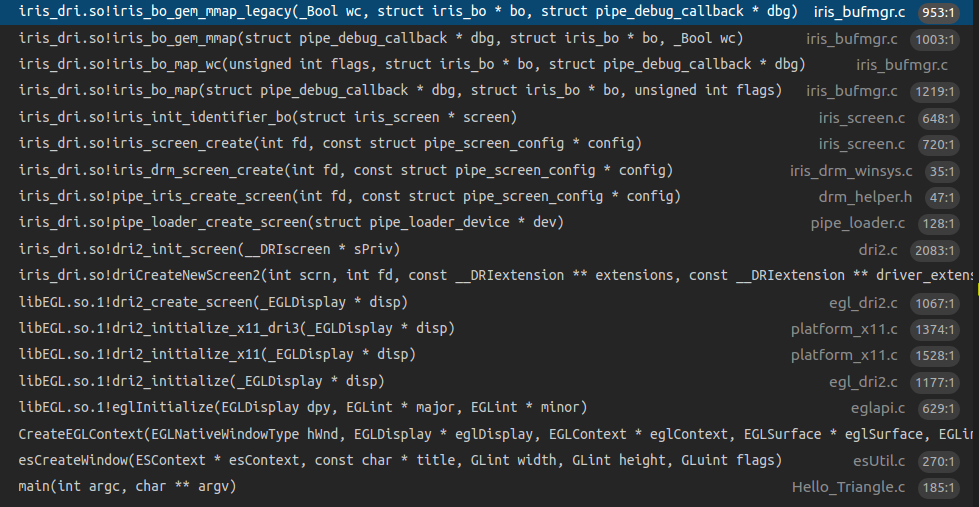 iris_dri.so!iris_bo_gem_mmap_legacy(_Bool wc, struct iris_bo * bo, struct pipe_debug_callback * dbg) iris_bufmgr.c 953:1
iris_dri.so!iris_bo_gem_mmap(struct pipe_debug_callback * dbg, struct iris_bo * bo, _Bool wc) iris_bufmgr.c 1003:1
iris_dri.so!iris_bo_map_wc(unsigned int flags, struct iris_bo * bo, struct pipe_debug_callback * dbg) iris_bufmgr.c
iris_dri.so!iris_bo_map(struct pipe_debug_callback * dbg, struct iris_bo * bo, unsigned int flags) iris_bufmgr.c 1219:1
iris_dri.so!iris_init_identifier_bo(struct iris_screen * screen) iris_screen.c 648:1
iris_dri.so!iris_screen_create(int fd, const struct pipe_screen_config * config) iris_screen.c 720:1
iris_dri.so!iris_drm_screen_create(int fd, const struct pipe_screen_config * config) iris_drm_winsys.c 35:1
iris_dri.so!pipe_iris_create_screen(int fd, const struct pipe_screen_config * config) drm_helper.h 47:1
iris_dri.so!pipe_loader_create_screen(struct pipe_loader_device * dev) pipe_loader.c 128:1
iris_dri.so!dri2_init_screen(__DRIscreen * sPriv) dri2.c 2083:1
iris_dri.so!driCreateNewScreen2(int scrn, int fd, const __DRIextension ** extensions, const __DRIextension ** driver_extens
libEGL.so.1!dri2_create_screen(_EGLDisplay * disp) egl_dri2.c 1067:1
libEGL.so.1!dri2_initialize_x11_dri3(_EGLDisplay * disp) platform_x11.c 1374:1
libEGL.so.1!dri2_initialize_x11(_EGLDisplay * disp) platform_x11.c 1528:1
libEGL.so.1!dri2_initialize(_EGLDisplay * disp) egl_dri2.c 1177:1
libEGL.so.1!eglInitialize(EGLDisplay dpy, EGLint * major, EGLint * minor) eglapi.c 629:1
CreateEGLContext(EGLNativeWindowType hWnd, EGLDisplay * eglDisplay, EGLContext * eglContext, EGLSurface * eglSurface, EGLin
esCreateWindow(ESContext * esContext, const char * title, GLint width, GLint height, GLuint flags) esUtil.c 270:1
main(int argc, char ** argv) Hello_Triangle.c 185:1